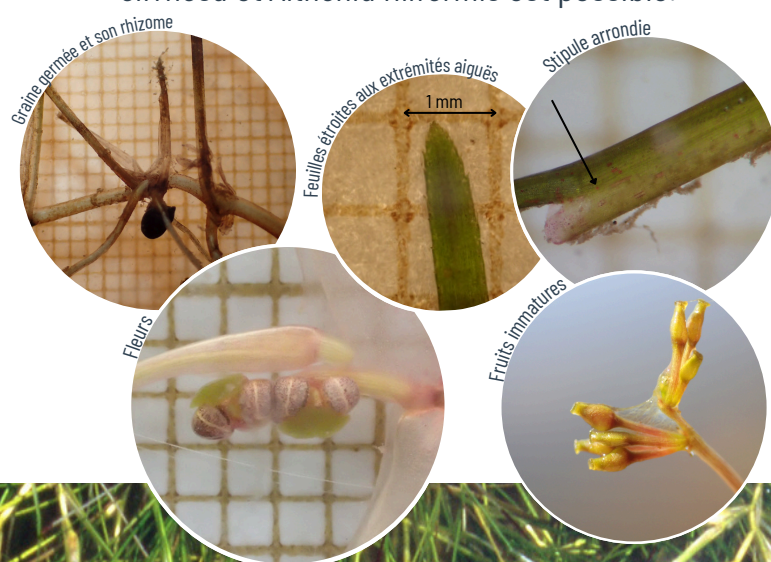 Graine germée et son rhizome
Feuilles étroites aux extrémités aiguës
1 mm
Stipule arrondie
Fleurs
Fruits immatures